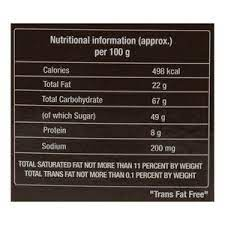 Nutritional information (approx.)
per 100 g
Calories 498 kcal
Total Fat 22 g
Total Carbohydrate 67 g
(of which Sugar) 49 g
Protein 8 g
Sodium 200 mg
TOTAL SATURATED FAT NOT MORE THAN 11 PERCENT BY WEIGHT
TOTAL TRANS FAT NOT MORE THAN 0.1 PERCENT BY WEIGHT
"Trans Fat Free"